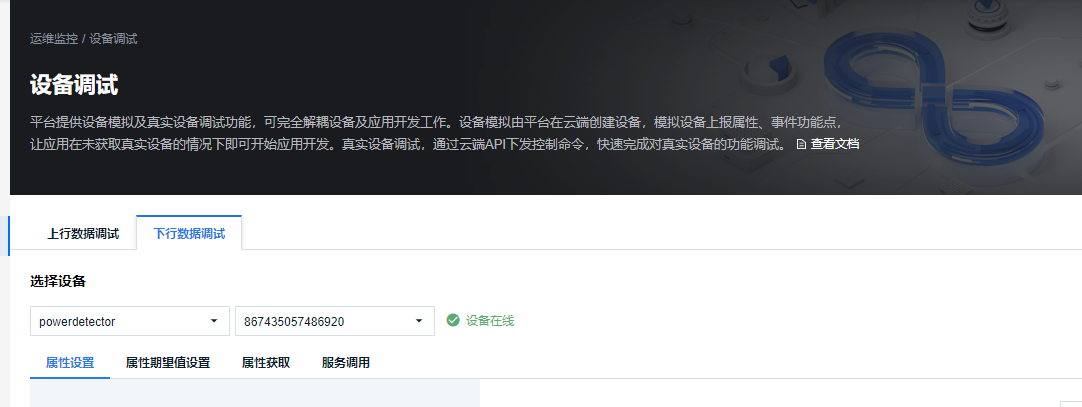 运维监控 / 设备调试
设备调试
平台提供设备模拟及真实设备调试功能，可完全解耦设备及应用开发工作。设备模拟由平台在云端创建设备，模拟设备上报属性、事件功能点，
让应用在未获取真实设备的情况下即可开始应用开发。真实设备调试，通过云端API下发控制命令，快速完成对真实设备的功能调试。 查看文档
上行数据调试 下行数据调试
选择设备
powerdetector 867435057486920 设备在线
属性设置 属性期望值设置 属性获取 服务调用